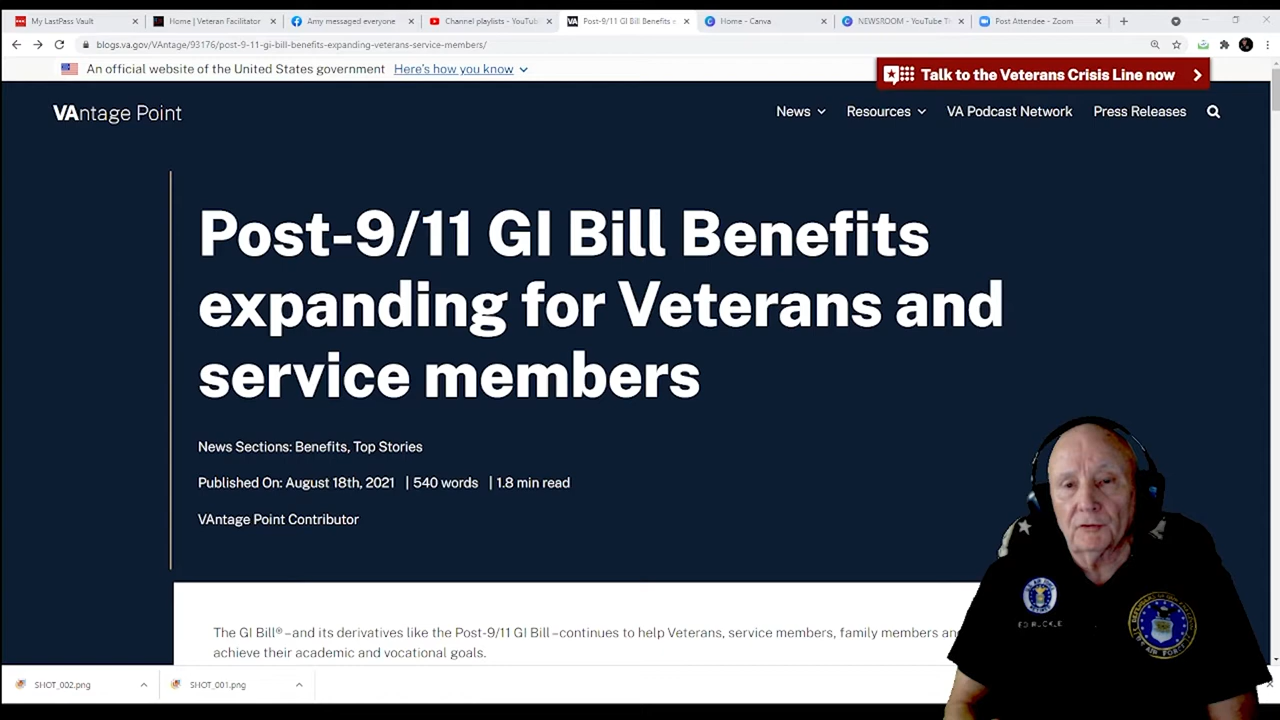 My LastPass Vault
Home | Veteran Facilitator
Amy messaged everyone
Channel playlists - YouTube
Post-9/11 GI Bill Benefits e
Home - Canva
NEWSROOM - YouTube T
Post Attendee - Zoom
blogs.va.gov/VAntage/93176/post-9-11-gi-bill-benefits-expanding-veterans-service-members/
An official website of the United States government Here's how you know
Talk to the Veterans Crisis Line now
VAntage Point
News Resources VA Podcast Network Press Releases
Post-9/11 GI Bill Benefits
expanding for Veterans and
service members
News Sections: Benefits, Top Stories
Published On: August 18th, 2021 | 540 words | 1.8 min read
VAntage Point Contributor
The GI Bill® – and its derivatives like the Post-9/11 GI Bill – continues to help Veterans, service members, family members
achieve their academic and vocational goals.
SHOT_002.png
SHOT_001.png